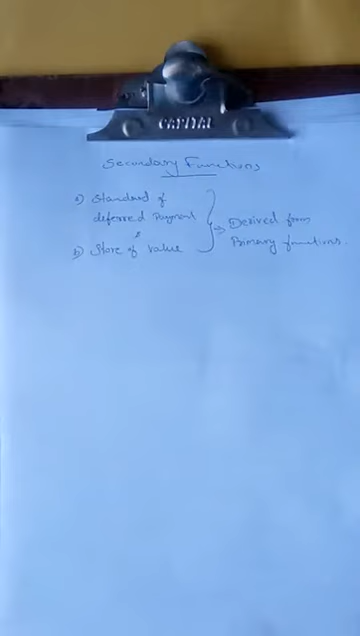 CAPITAL
Secondary Functions
a) Standard of
deferred Payment
&
b) Store of value
} ⇒ Derived from
Primary functions.